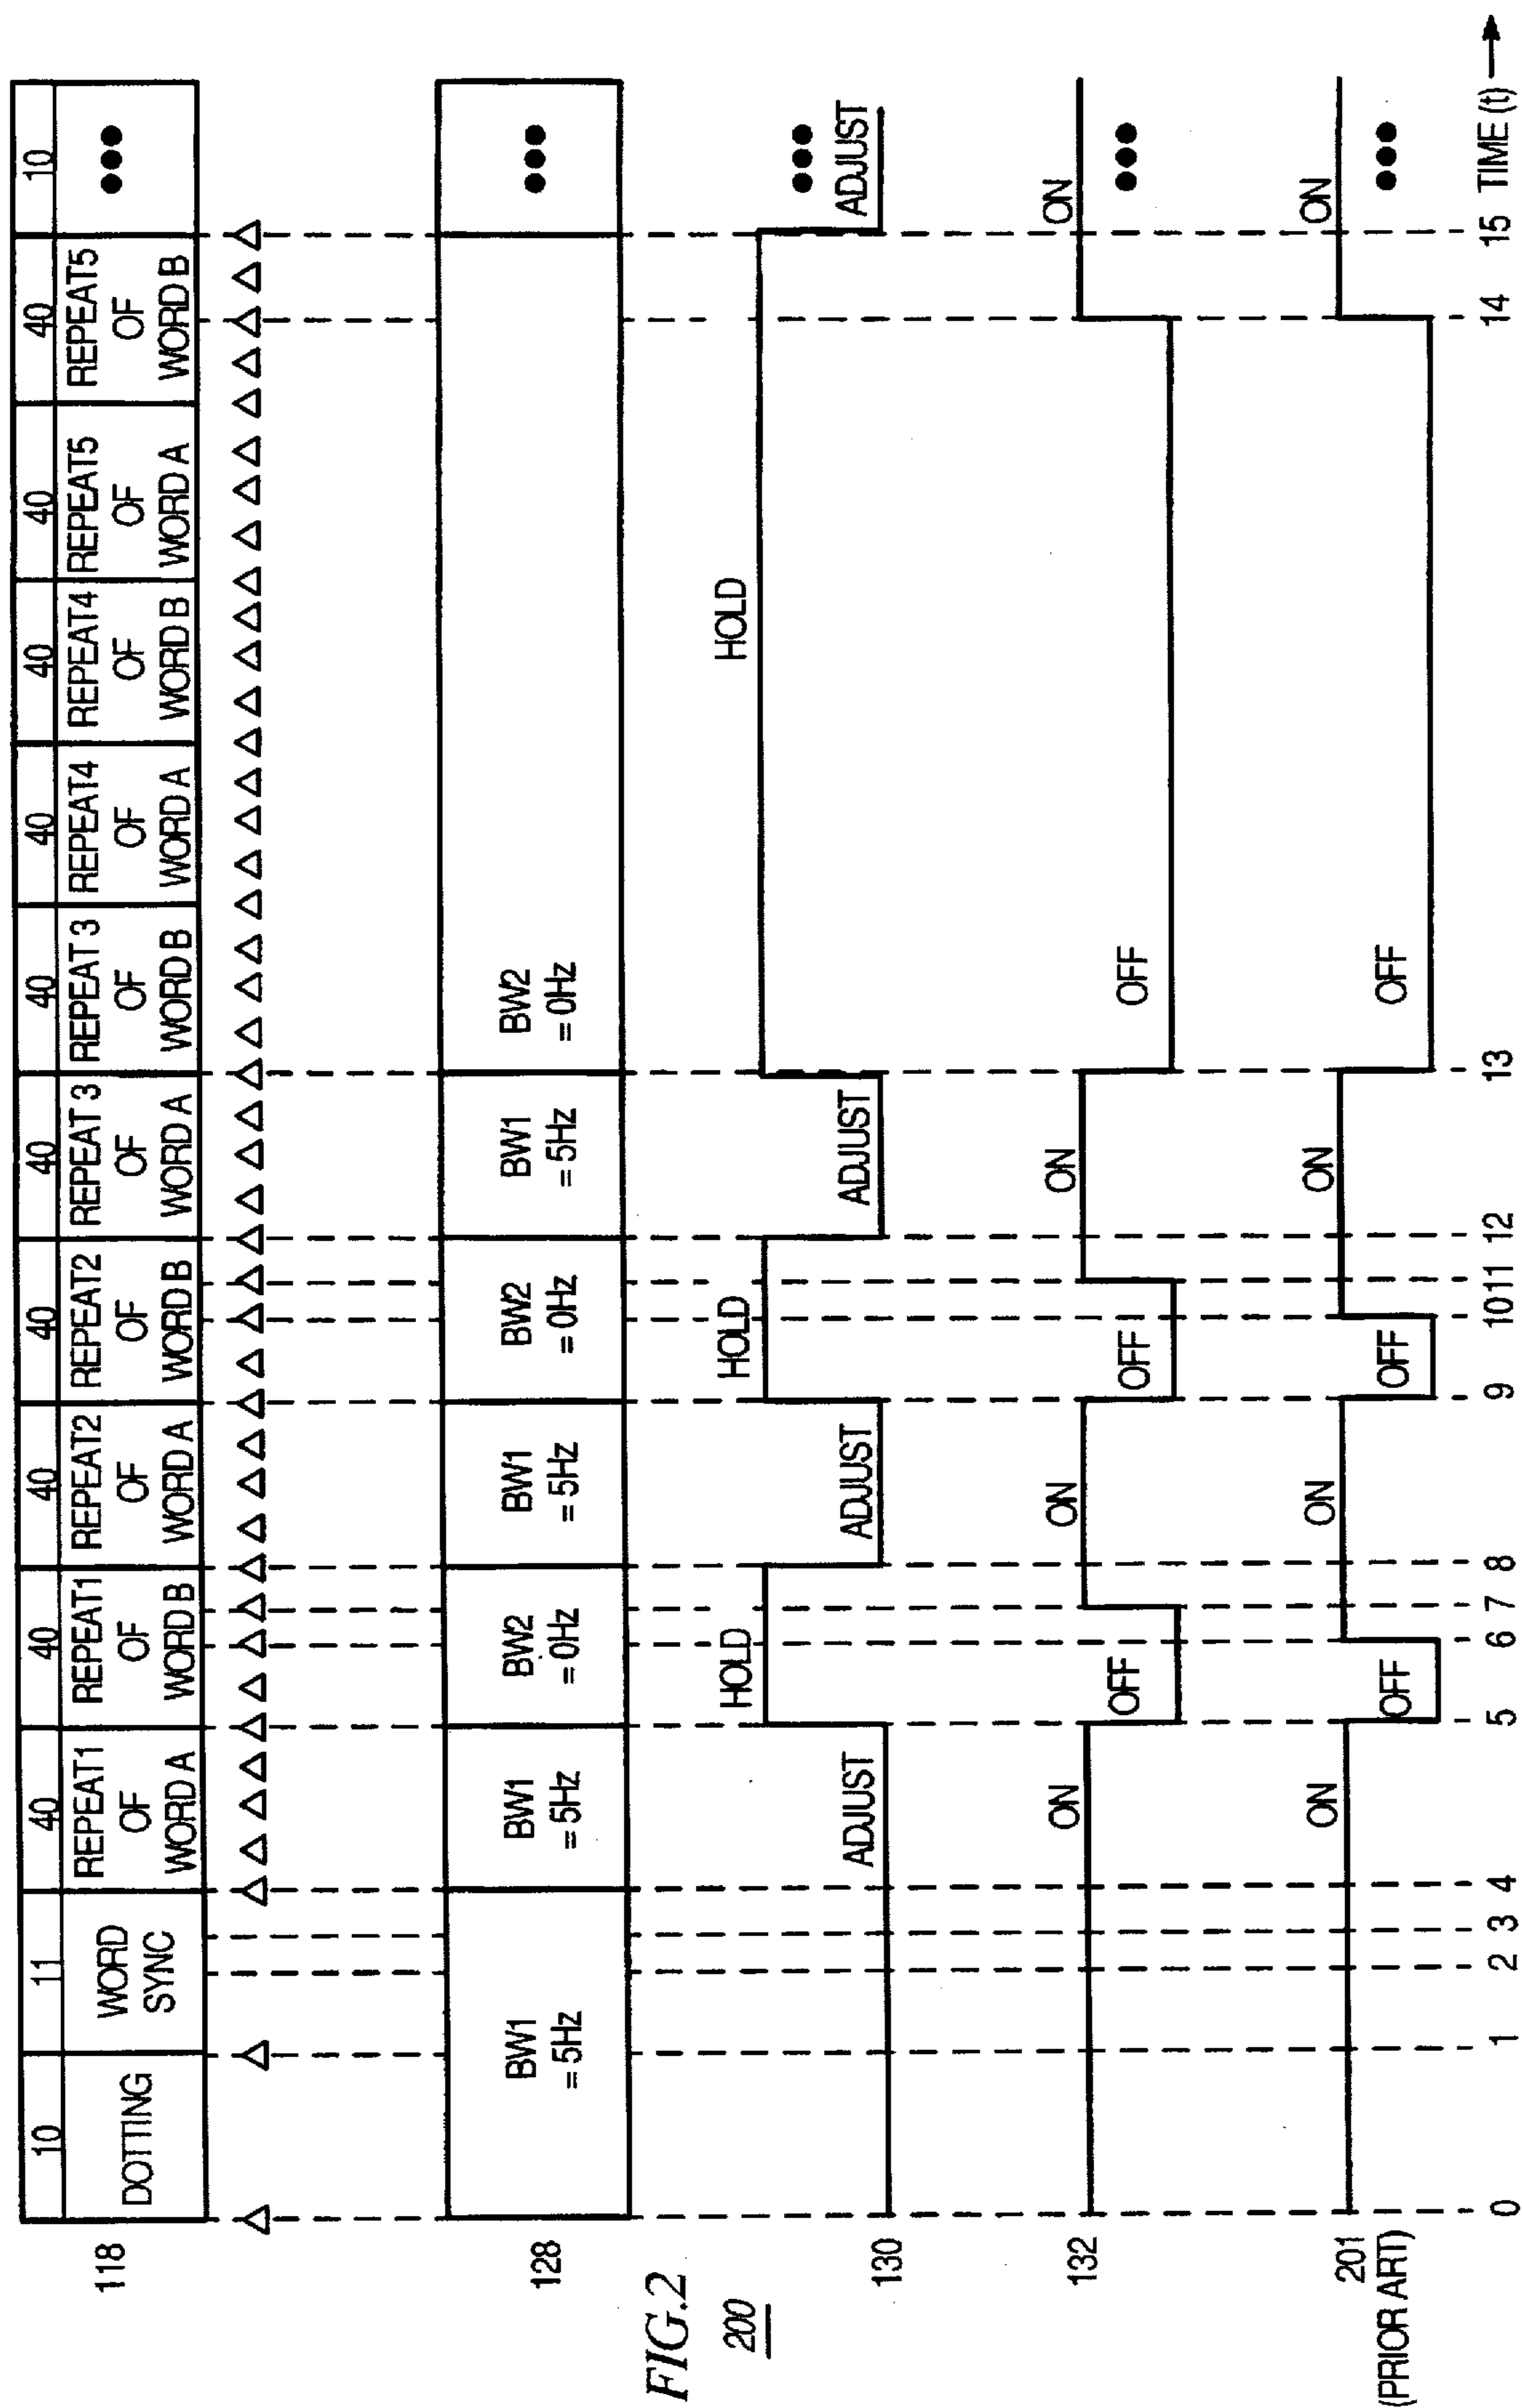 118
10
11
40
40
40
40
40
40
40
40
40
40
10
DOTTING
WORD
SYNC
REPEAT1
OF
WORD A
REPEAT1
OF
WORD B
REPEAT2
OF
WORD A
REPEAT2
OF
WORD B
REPEAT 3
OF
WORD A
REPEAT 3
OF
WORD B
REPEAT4
OF
WORD A
REPEAT4
OF
WORD B
REPEAT5
OF
WORD A
REPEAT5
OF
WORD B
•••
128
BW1
= 5Hz
BW1
= 5Hz
BW2
= 0Hz
BW1
= 5Hz
BW2
= 0Hz
BW1
= 5Hz
BW2
= 0Hz
•••
FIG.2
200
130
ADJUST
HOLD
ADJUST
HOLD
ADJUST
HOLD
•••
ADJUST
132
ON
OFF
ON
OFF
ON
OFF
ON
•••
201
(PRIOR ART)
ON
OFF
ON
OFF
ON
OFF
ON
•••
0 1 2 3 4 5 6 7 8 9 10 11 12 13 14 15 TIME (t)